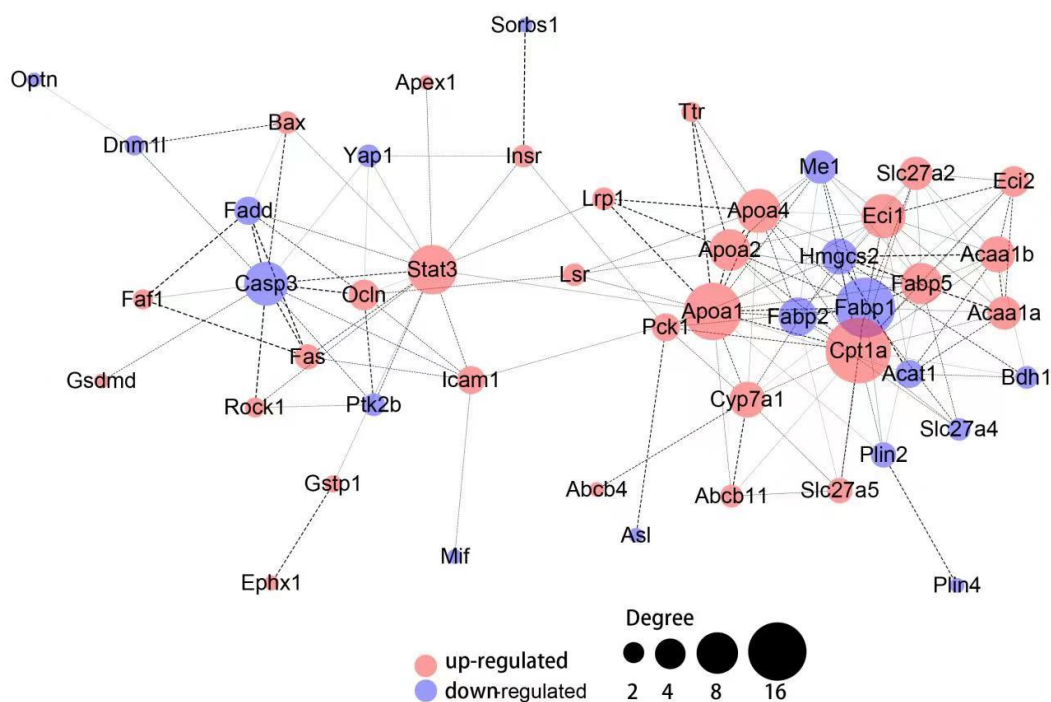 Sorbs1
Optn
Apex1
Ttr
Bax
Dnm1l
Yap1
Insr
Me1
Slc27a2
Eci2
Lrp1
Fadd
Apoa4
Eci1
Apoa2
Hmgcs2
Acaa1b
Stat3
Lsr
Casp3
Ocln
Fabp5
Faf1
Apoa1
Fabp2
Fabp1
Acaa1a
Pck1
Fas
Cpt1a
Gsdmd
Icam1
Acat1
Bdh1
Rock1
Ptk2b
Cyp7a1
Slc27a4
Plin2
Gstp1
Abcb4
Abcb11
Slc27a5
Asl
Mif
Ephx1
Plin4
Degree
up-regulated
down-regulated
2 4 8 16